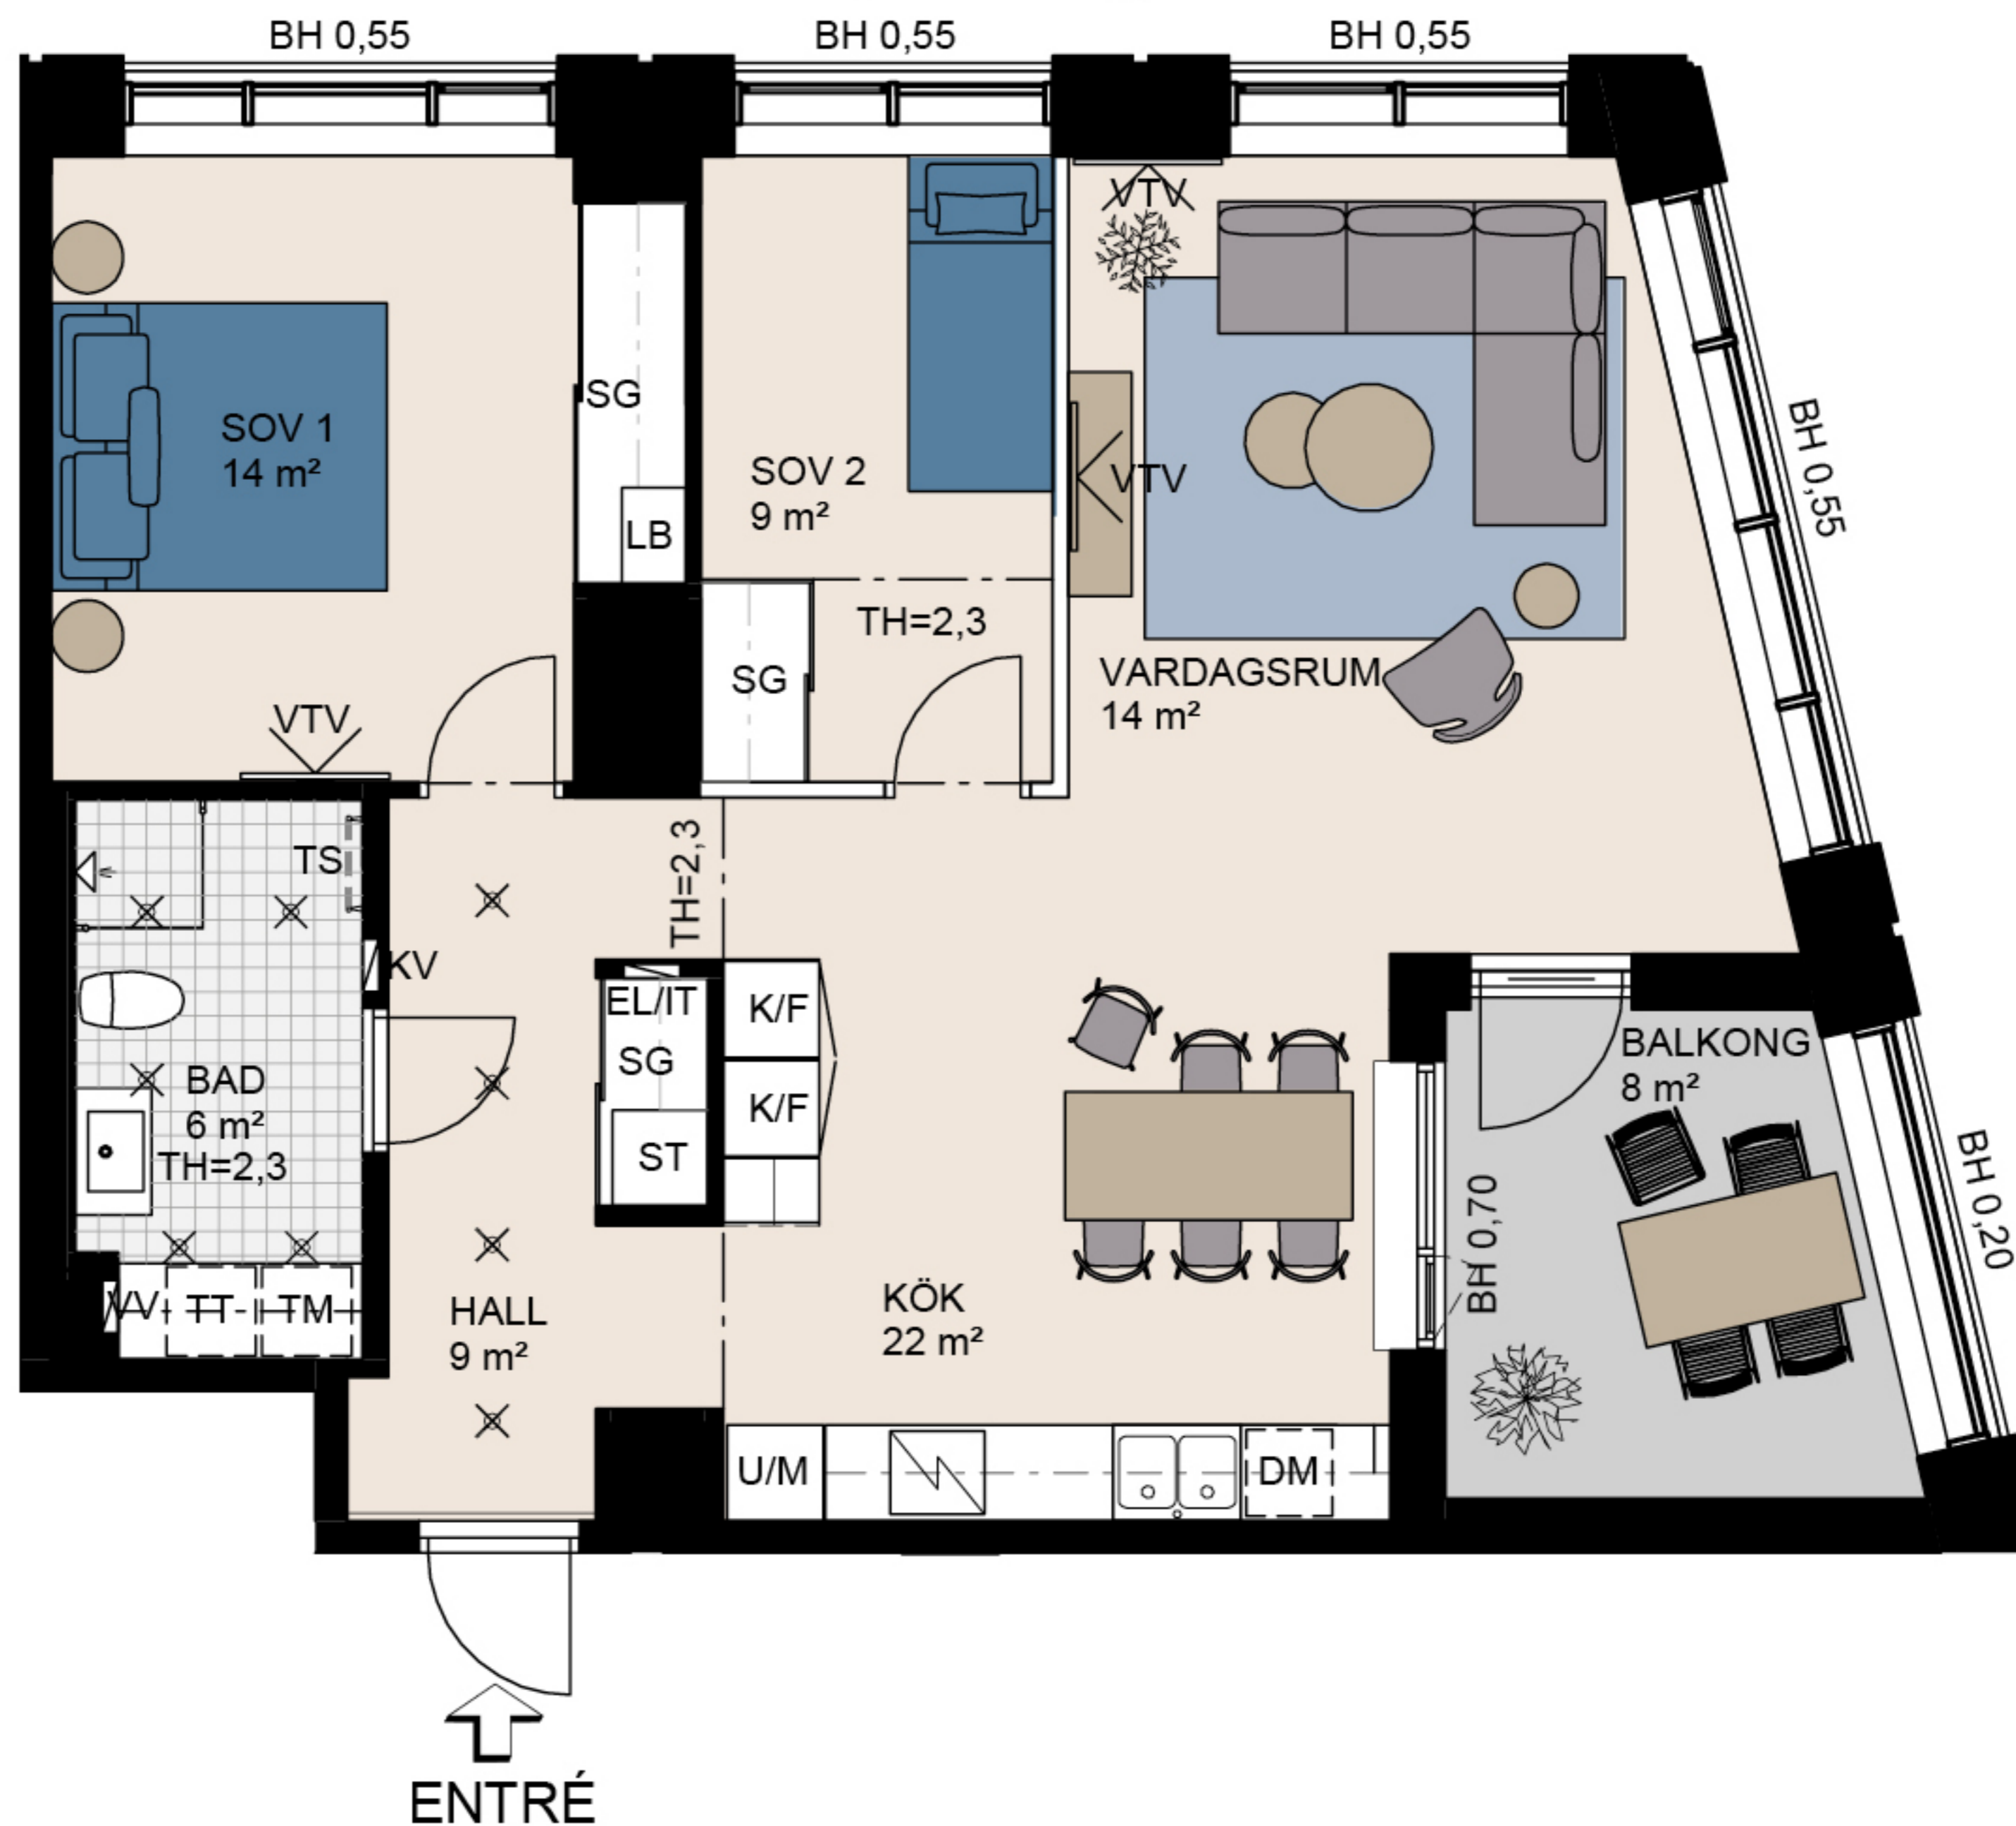 BH 0,55
BH 0,55
BH 0,55
VTV
SG
SOV 1
14 m²
LB
SOV 2
9 m²
VTV
BH 0,55
TH=2,3
SG
VARDAGSRUM
14 m²
VTV
TS
TH=2,3
KV
EL/IT
SG
ST
K/F
K/F
BALKONG
8 m²
BAD
6 m²
TH=2,3
BH 0,70
BH 0,20
VV
TT
TM
HALL
9 m²
KÖK
22 m²
U/M
DM
ENTRÉ